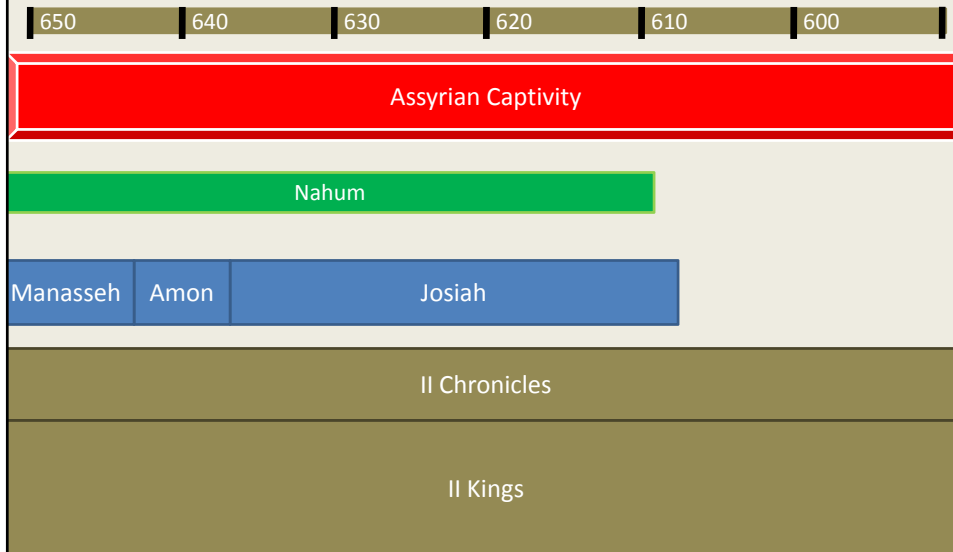 650 640 630 620 610 600
Assyrian Captivity
Nahum
Manasseh Amon Josiah
II Chronicles
II Kings